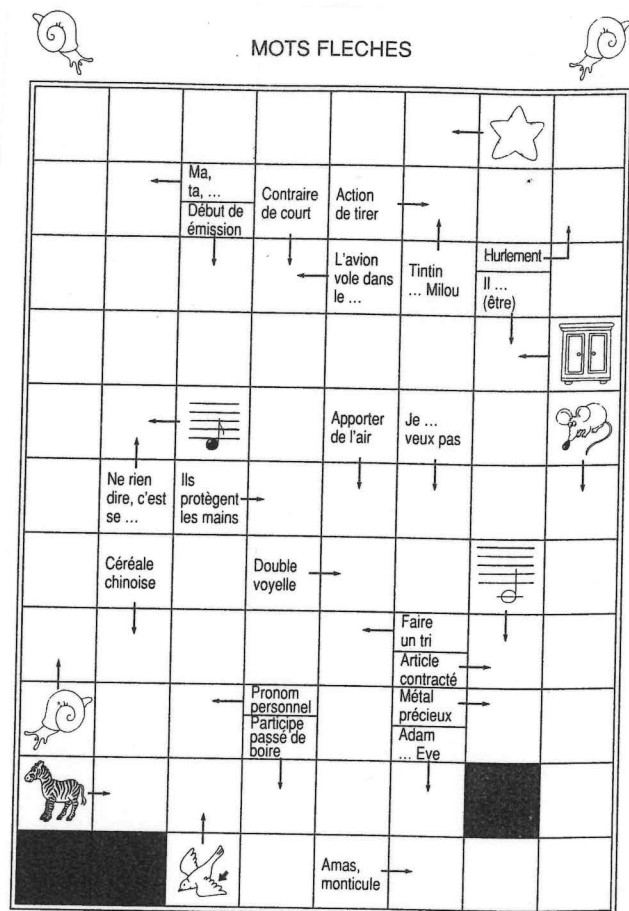 MOTS FLECHES
Ma,
ta, ...
Début de
émission
Contraire
de court
Action
de tirer
L'avion
vole dans
le ...
Tintin
... Milou
Hurlement
Il ...
(être)
Apporter
de l'air
Je ...
veux pas
Ne rien
dire, c'est
se ...
Ils
protègent
les mains
Céréale
chinoise
Double
voyelle
Faire
un tri
Article
contracté
Pronom
personnel
Participe
passé de
boire
Métal
précieux
Adam
... Eve
Amas,
monticule